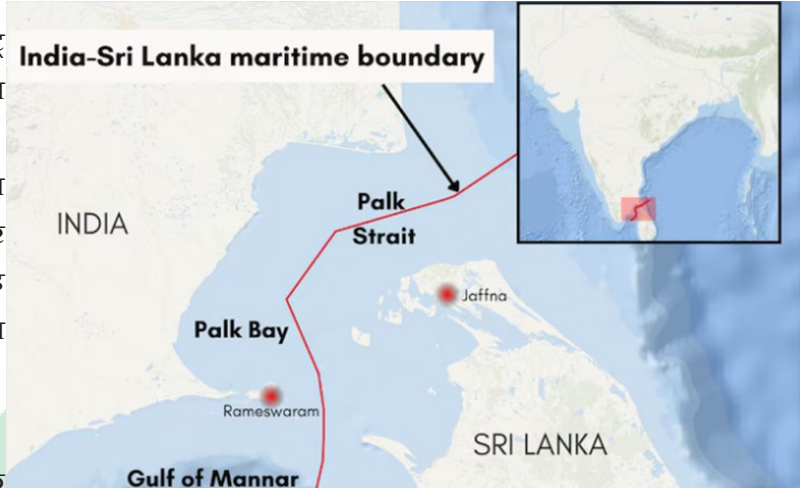 India-Sri Lanka maritime boundary
INDIA
Palk
Strait
Jaffna
Palk Bay
Rameswaram
SRI LANKA
Gulf of Mannar